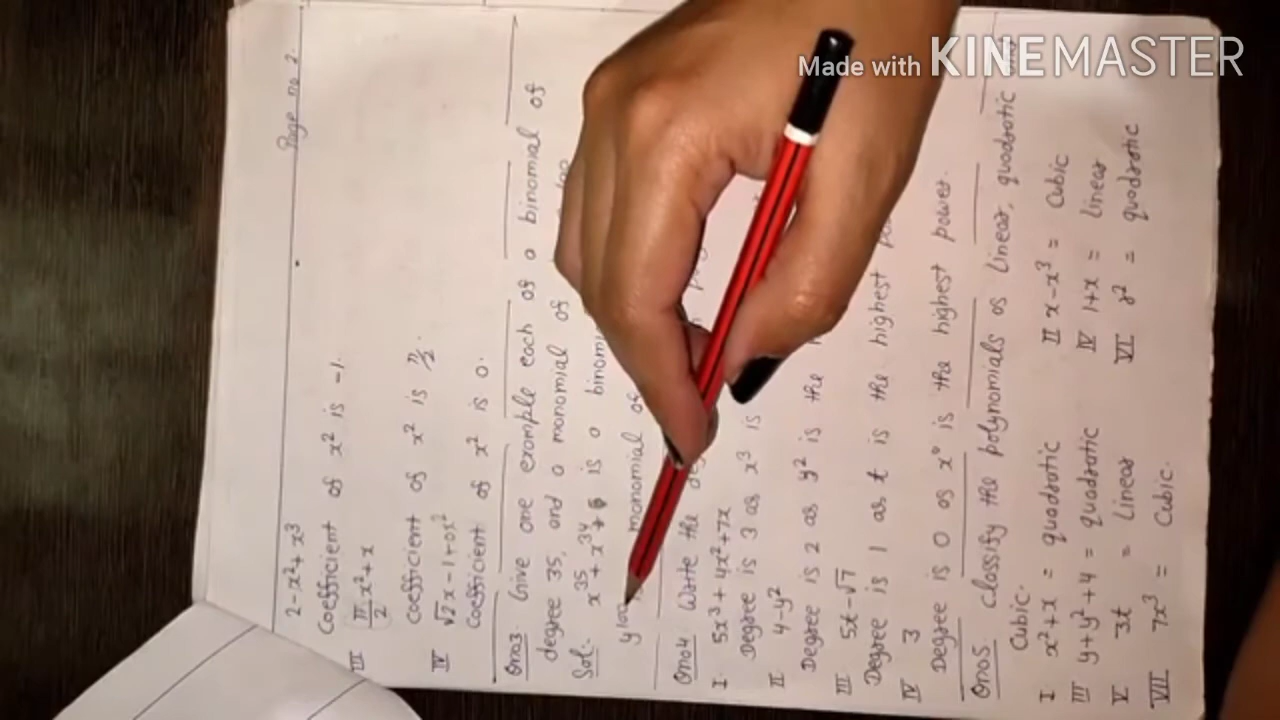 Made with KINEMASTER
Page no 2.
2-x²+x³
Coefficient of x² is -1.
III π/2 x²+x
Coefficient of x² is π/2.
IV √2x-1+0x²
Coefficient of x² is 0.
Qno3. Give one example each of a binomial of
degree 35, and a monomial of 100
Sol:- x³⁵+x³⁴ is a binomi
y¹⁰⁰ monomial of
Qno4 Write the
I. 5x³+4x²+7x
Degree is 3 as x³ is
II 4-y²
Degree is 2 as y² is the
III 5t-√7
Degree is 1 as t is the highest
IV 3
Degree is 0 as x⁰ is the highest power.
Qno5 Classify the polynomials as linear, quadratic
cubic.
I x²+x = quadratic II x-x³ = cubic
III y+y²+4 = quadratic IV 1+x = linear
V 3t = linear VI r² = quadratic
VII 7x³ = cubic.